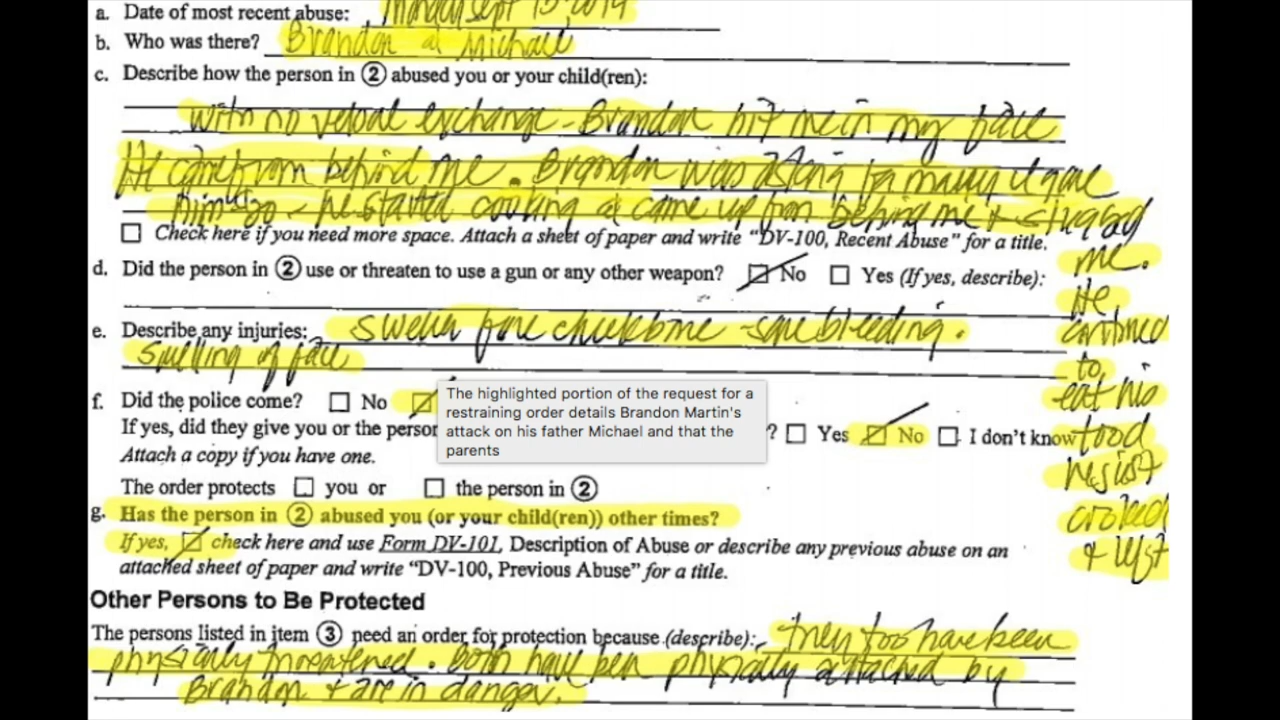 a. Date of most recent abuse: Monday Sept
b. Who was there? Brandon & Michael
c. Describe how the person in ② abused you or your child(ren):
with no verbal exchange - Brandon hit me in my face
He came from behind me. Brandon was asking for money I gave
him $20 - he started cooking & came up from behind me & slugged
me.
He
continued
to
eat his
food
he just
cooked
& left
☐ Check here if you need more space. Attach a sheet of paper and write "DV-100, Recent Abuse" for a title.
d. Did the person in ② use or threaten to use a gun or any other weapon? ☑ No ☐ Yes (If yes, describe):
e. Describe any injuries: cheekbone - bleeding.
swelling of face
f. Did the police come? ☐ No ☑
If yes, did they give you or the person ? ☐ Yes ☑ No ☐ I don't know
Attach a copy if you have one.
The highlighted portion of the request for a
restraining order details Brandon Martin's
attack on his father Michael and that the
parents
The order protects ☐ you or ☐ the person in ②
g. Has the person in ② abused you (or your child(ren)) other times?
If yes, ☑ check here and use Form DV-101, Description of Abuse or describe any previous abuse on an
attached sheet of paper and write "DV-100, Previous Abuse" for a title.
Other Persons to Be Protected
The persons listed in item ③ need an order for protection because (describe): they too have been
physically threatened. Both have been physically attacked by
Brandon & are in danger.